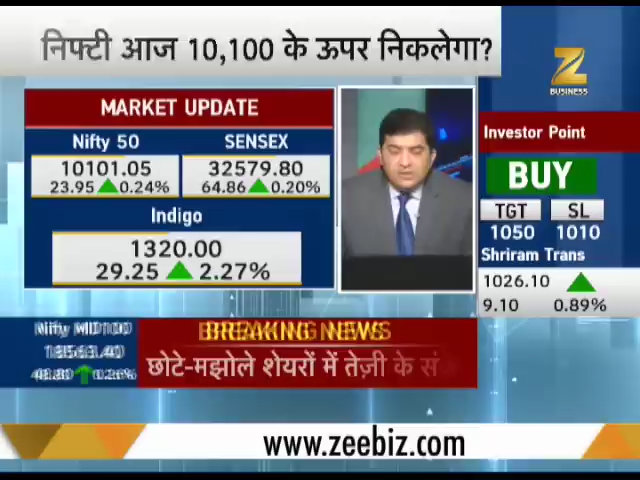 निफ्टी आज 10,100 के ऊपर निकलेगा?
Z
BUSINESS
MARKET UPDATE
Nifty 50
10101.05
23.95 0.24%
SENSEX
32579.80
64.86 0.20%
Indigo
1320.00
29.25 2.27%
Investor Point
BUY
TGT SL
1050 1010
Shriram Trans
1026.10
9.10 0.89%
Nifty MID100
BREAKING NEWS
छोटे-मझोले शेयरों में तेज़ी के
www.zeebiz.com